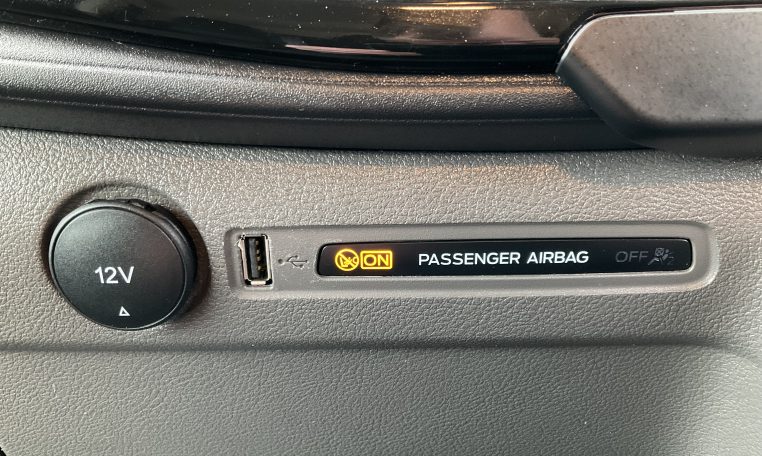 12V
ON PASSENGER AIRBAG OFF